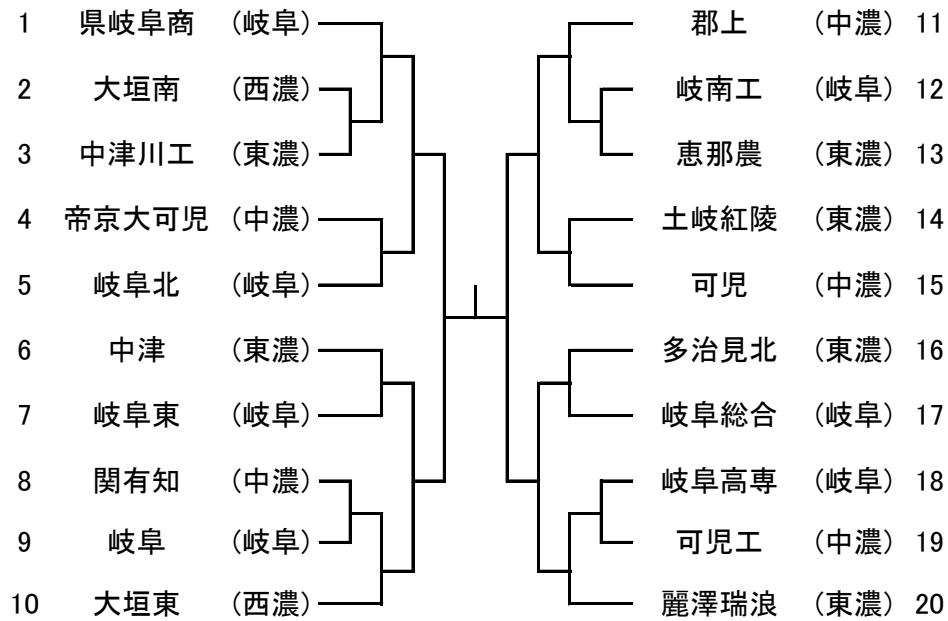 1 県岐阜商 (岐阜) 郡上 (中濃) 11
2 大垣南 (西濃) 岐南工 (岐阜) 12
3 中津川工 (東濃) 恵那農 (東濃) 13
4 帝京大可児 (中濃) 土岐紅陵 (東濃) 14
5 岐阜北 (岐阜) 可児 (中濃) 15
6 中津 (東濃) 多治見北 (東濃) 16
7 岐阜東 (岐阜) 岐阜総合 (岐阜) 17
8 関有知 (中濃) 岐阜高専 (岐阜) 18
9 岐阜 (岐阜) 可児工 (中濃) 19
10 大垣東 (西濃) 麗澤瑞浪 (東濃) 20